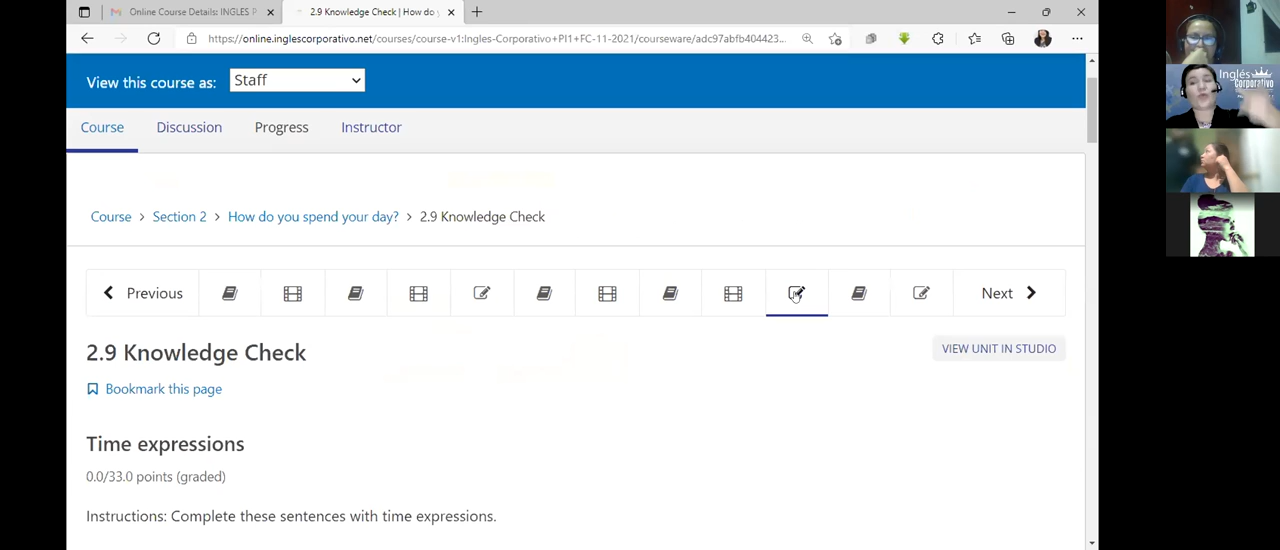 Online Course Details: INGLES P
2.9 Knowledge Check | How do y
https://online.inglescorporativo.net/courses/course-v1:Ingles-Corporativo+PI1+FC-11-2021/courseware/adc97abfb404423...
View this course as:
Staff
Course
Discussion
Progress
Instructor
Course > Section 2 > How do you spend your day? > 2.9 Knowledge Check
Previous
Next
2.9 Knowledge Check
VIEW UNIT IN STUDIO
Bookmark this page
Time expressions
0.0/33.0 points (graded)
Instructions: Complete these sentences with time expressions.
Inglés
Corporativo